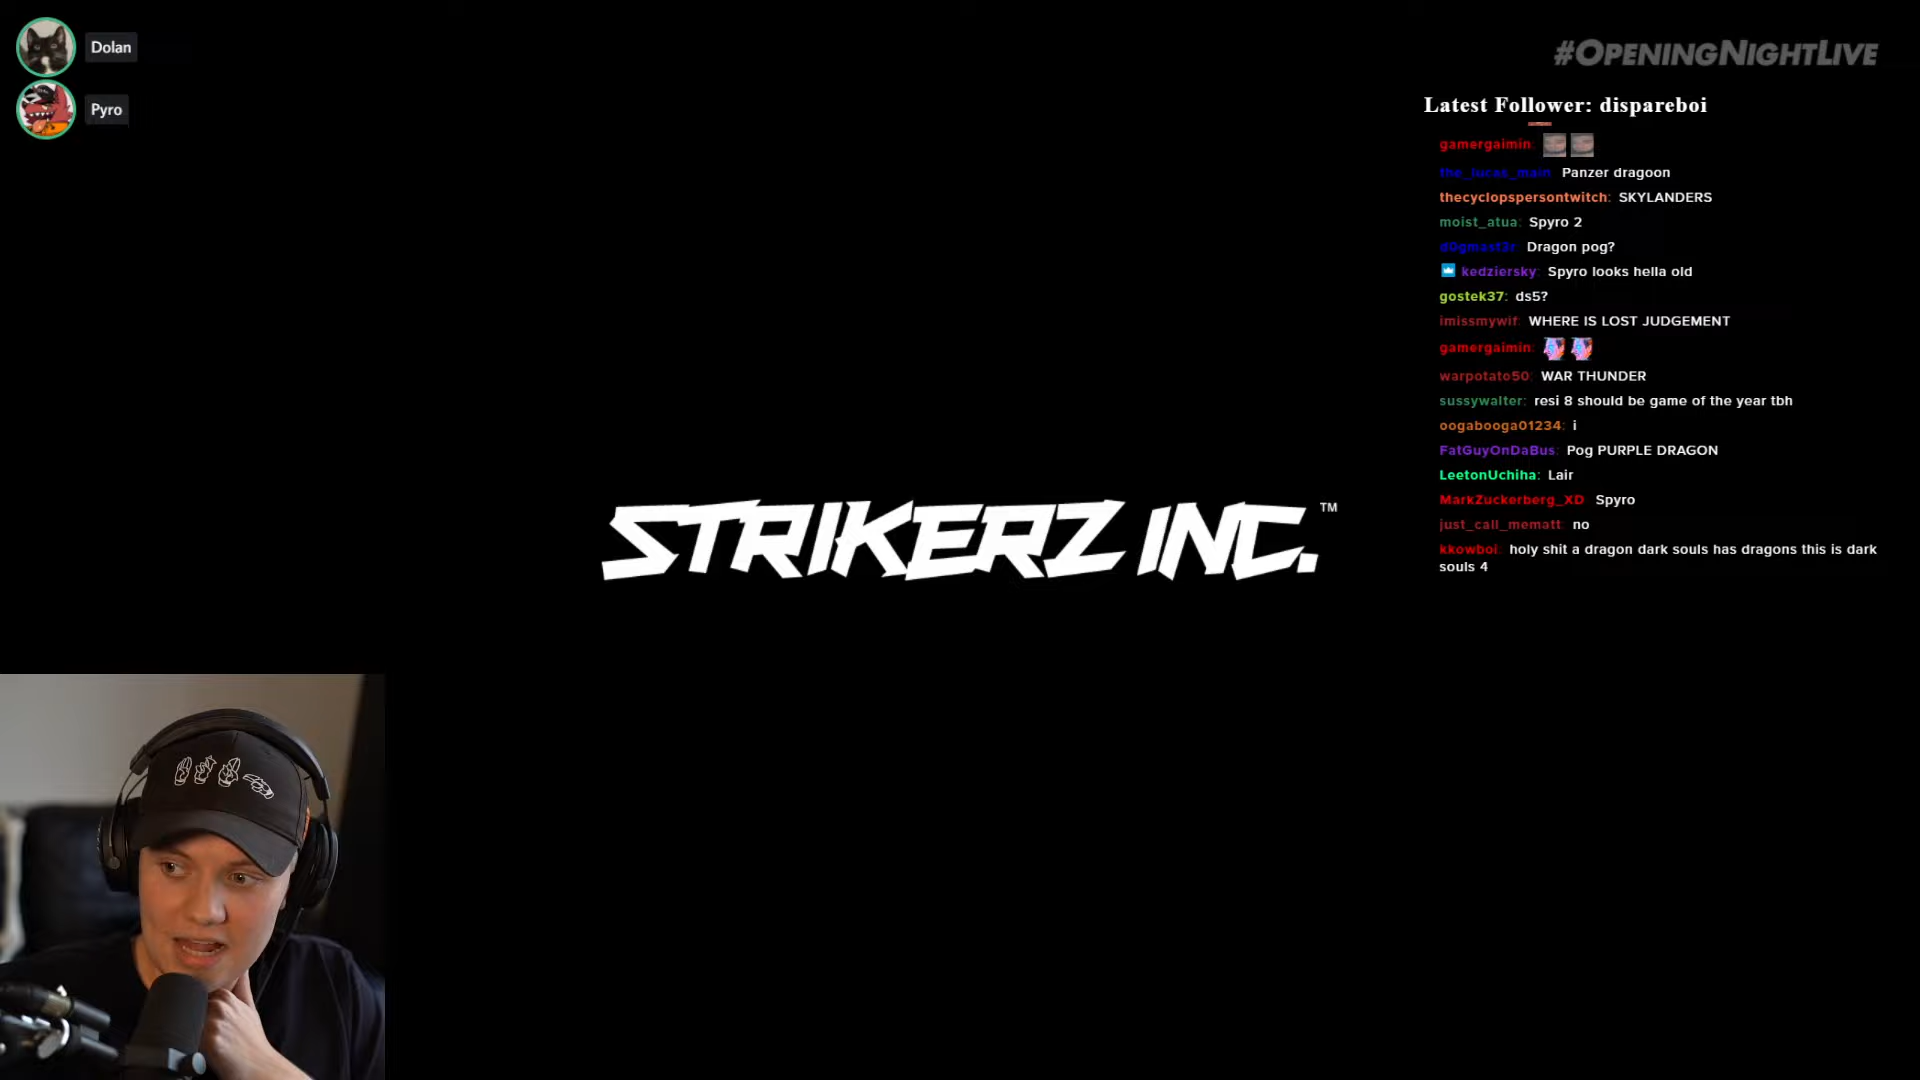 Dolan
Pyro
#OPENINGNIGHTLIVE
Latest Follower: dispareboi
gamergaimin:
the_lucas_main: Panzer dragoon
thecyclopspersontwitch: SKYLANDERS
moist_atua: Spyro 2
d0gmast3r: Dragon pog?
kedziersky: Spyro looks hella old
gostek37: ds5?
imissmywif: WHERE IS LOST JUDGEMENT
gamergaimin:
warpotato50: WAR THUNDER
sussywalter: resi 8 should be game of the year tbh
oogabooga01234: i
FatGuyOnDaBus: Pog PURPLE DRAGON
LeetonUchiha: Lair
MarkZuckerberg_XD: Spyro
just_call_mematt: no
kkowboi: holy shit a dragon dark souls has dragons this is dark
souls 4
STRIKERZ INC.™